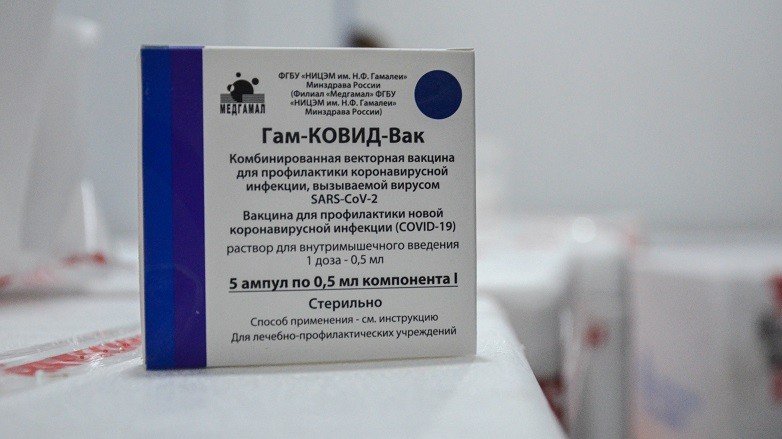 МЕДГАМАЛ
ФГБУ «НИЦЭМ им. Н.Ф. Гамалеи»
Минздрава России
(Филиал «Медгамал» ФГБУ
«НИЦЭМ им. Н.Ф. Гамалеи»
Минздрава России)
Гам-КОВИД-Вак
Комбинированная векторная вакцина
для профилактики коронавирусной
инфекции, вызываемой вирусом
SARS-CoV-2
Вакцина для профилактики новой
коронавирусной инфекции (COVID-19)
раствор для внутримышечного введения
1 доза - 0,5 мл
5 ампул по 0,5 мл компонента I
Стерильно
Способ применения - см. инструкцию
Для лечебно-профилактических учреждений